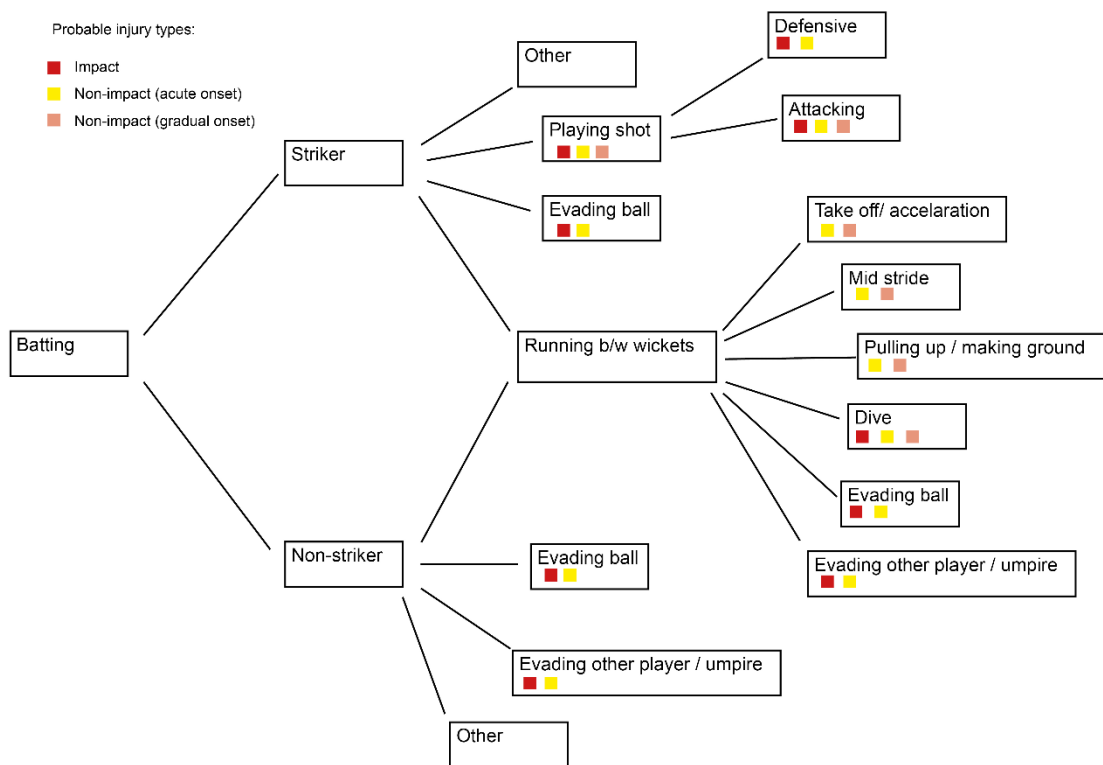 Probable injury types:
Impact
Non-impact (acute onset)
Non-impact (gradual onset)
Batting
Striker
Non-striker
Other
Playing shot
Evading ball
Running b/w wickets
Evading ball
Evading other player / umpire
Other
Defensive
Attacking
Take off/ accelaration
Mid stride
Pulling up / making ground
Dive
Evading ball
Evading other player / umpire